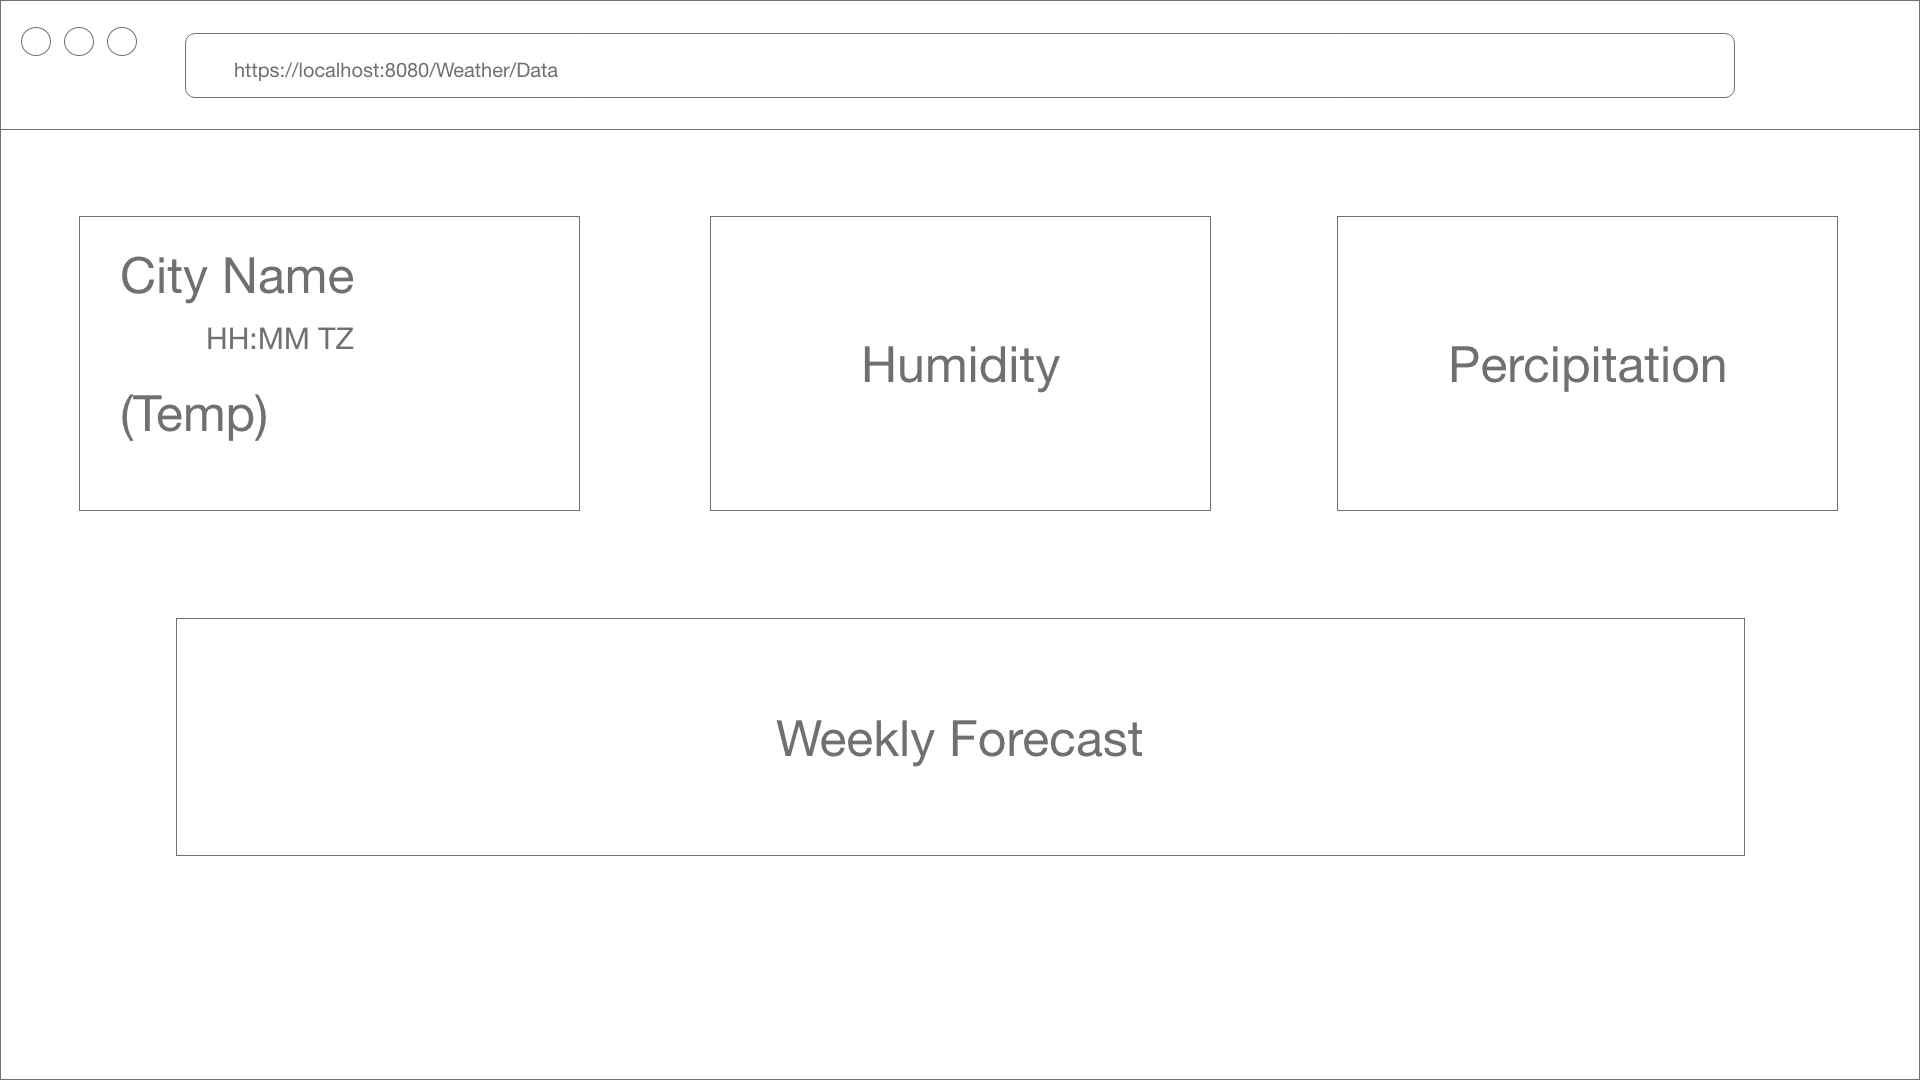 https://localhost:8080/Weather/Data
City Name
HH:MM TZ
(Temp)
Humidity
Percipitation
Weekly Forecast